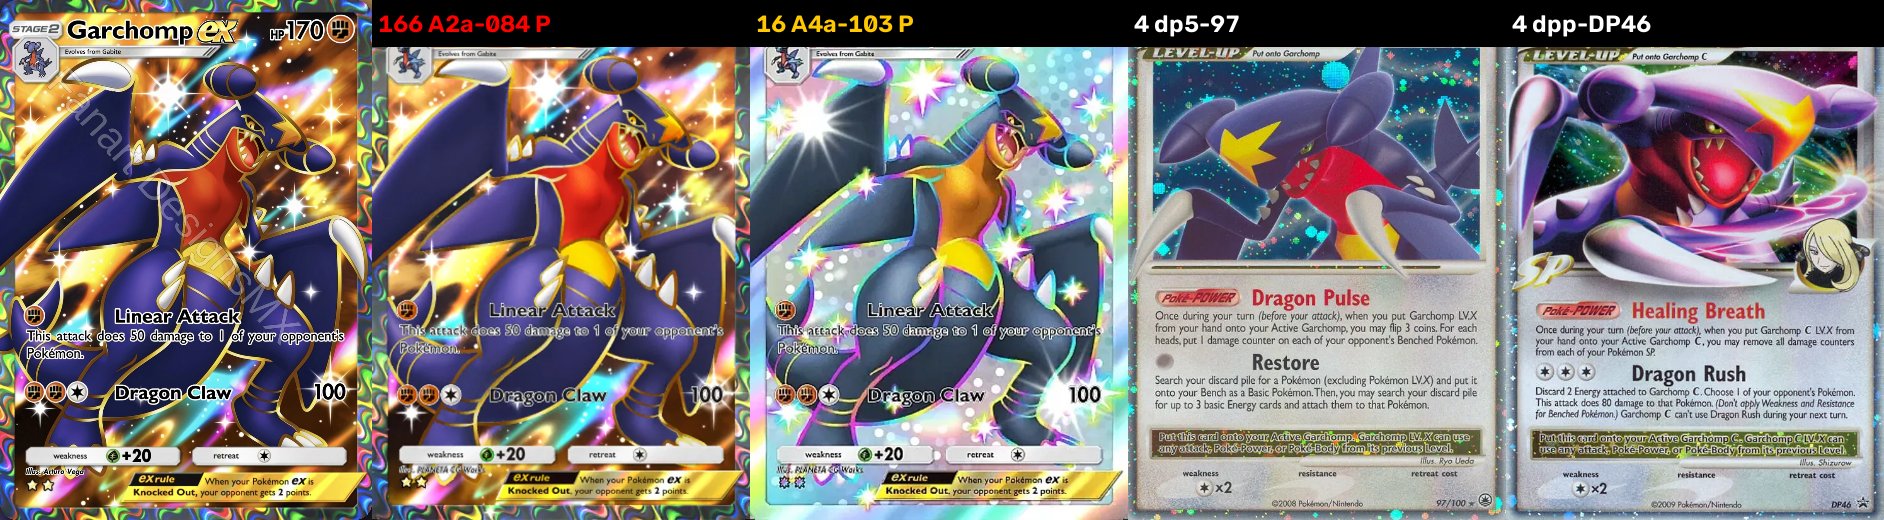 STAGE 2 Garchomp ex HP 170
Evolves from Gabite
KanartDesignsMX
Linear Attack
This attack does 50 damage to 1 of your opponent's
Pokémon.
Dragon Claw 100
weakness +20 retreat
Illus. Aniro Vega
ex rule When your Pokémon ex is
Knocked Out, your opponent gets 2 points.
166 A2a-084 P
Evolves from Gabite
Linear Attack
This attack does 50 damage to 1 of your opponent's
Pokémon.
Dragon Claw 100
weakness +20 retreat
Illus. PLANETA CG Works
ex rule When your Pokémon ex is
Knocked Out, your opponent gets 2 points.
16 A4a-103 P
Evolves from Gabite
Linear Attack
This attack does 50 damage to 1 of your opponent's
Pokémon.
Dragon Claw 100
weakness +20 retreat
Illus. PLANETA CG Works
ex rule When your Pokémon ex is
Knocked Out, your opponent gets 2 points.
4 dp5-97
LEVEL-UP Put onto Garchomp
Poké-POWER Dragon Pulse
Once during your turn (before your attack), when you put Garchomp LV.X
from your hand onto your Active Garchomp, you may flip 3 coins. For each
heads, put 1 damage counter on each of your opponent's Benched Pokémon.
Restore
Search your discard pile for a Pokémon (excluding Pokémon LV.X) and put it
onto your Bench as a Basic Pokémon. Then, you may search your discard pile
for up to 3 basic Energy cards and attach them to that Pokémon.
Put this card onto your Active Garchomp. Garchomp LV. X can use
any attack, Poké-Power, or Poké-Body from its previous Level.
Illus. Ryo Ueda
weakness resistance retreat cost
×2
©2008 Pokémon/Nintendo 97/100
4 dpp-DP46
LEVEL-UP Put onto Garchomp C
SP
Poké-POWER Healing Breath
Once during your turn (before your attack), when you put Garchomp C LV.X from
your hand onto your Active Garchomp C, you may remove all damage counters
from each of your Pokémon SP.
Dragon Rush
Discard 2 Energy attached to Garchomp C. Choose 1 of your opponent's Pokémon.
This attack does 80 damage to that Pokémon. (Don't apply Weakness and Resistance
for Benched Pokémon.) Garchomp C can't use Dragon Rush during your next turn.
Put this card onto your Active Garchomp C. Garchomp C LV. X can
use any attack, Poké-Power, or Poké-Body from its previous Level.
Illus. Shizurow
weakness resistance retreat cost
×2
©2009 Pokémon/Nintendo DP46